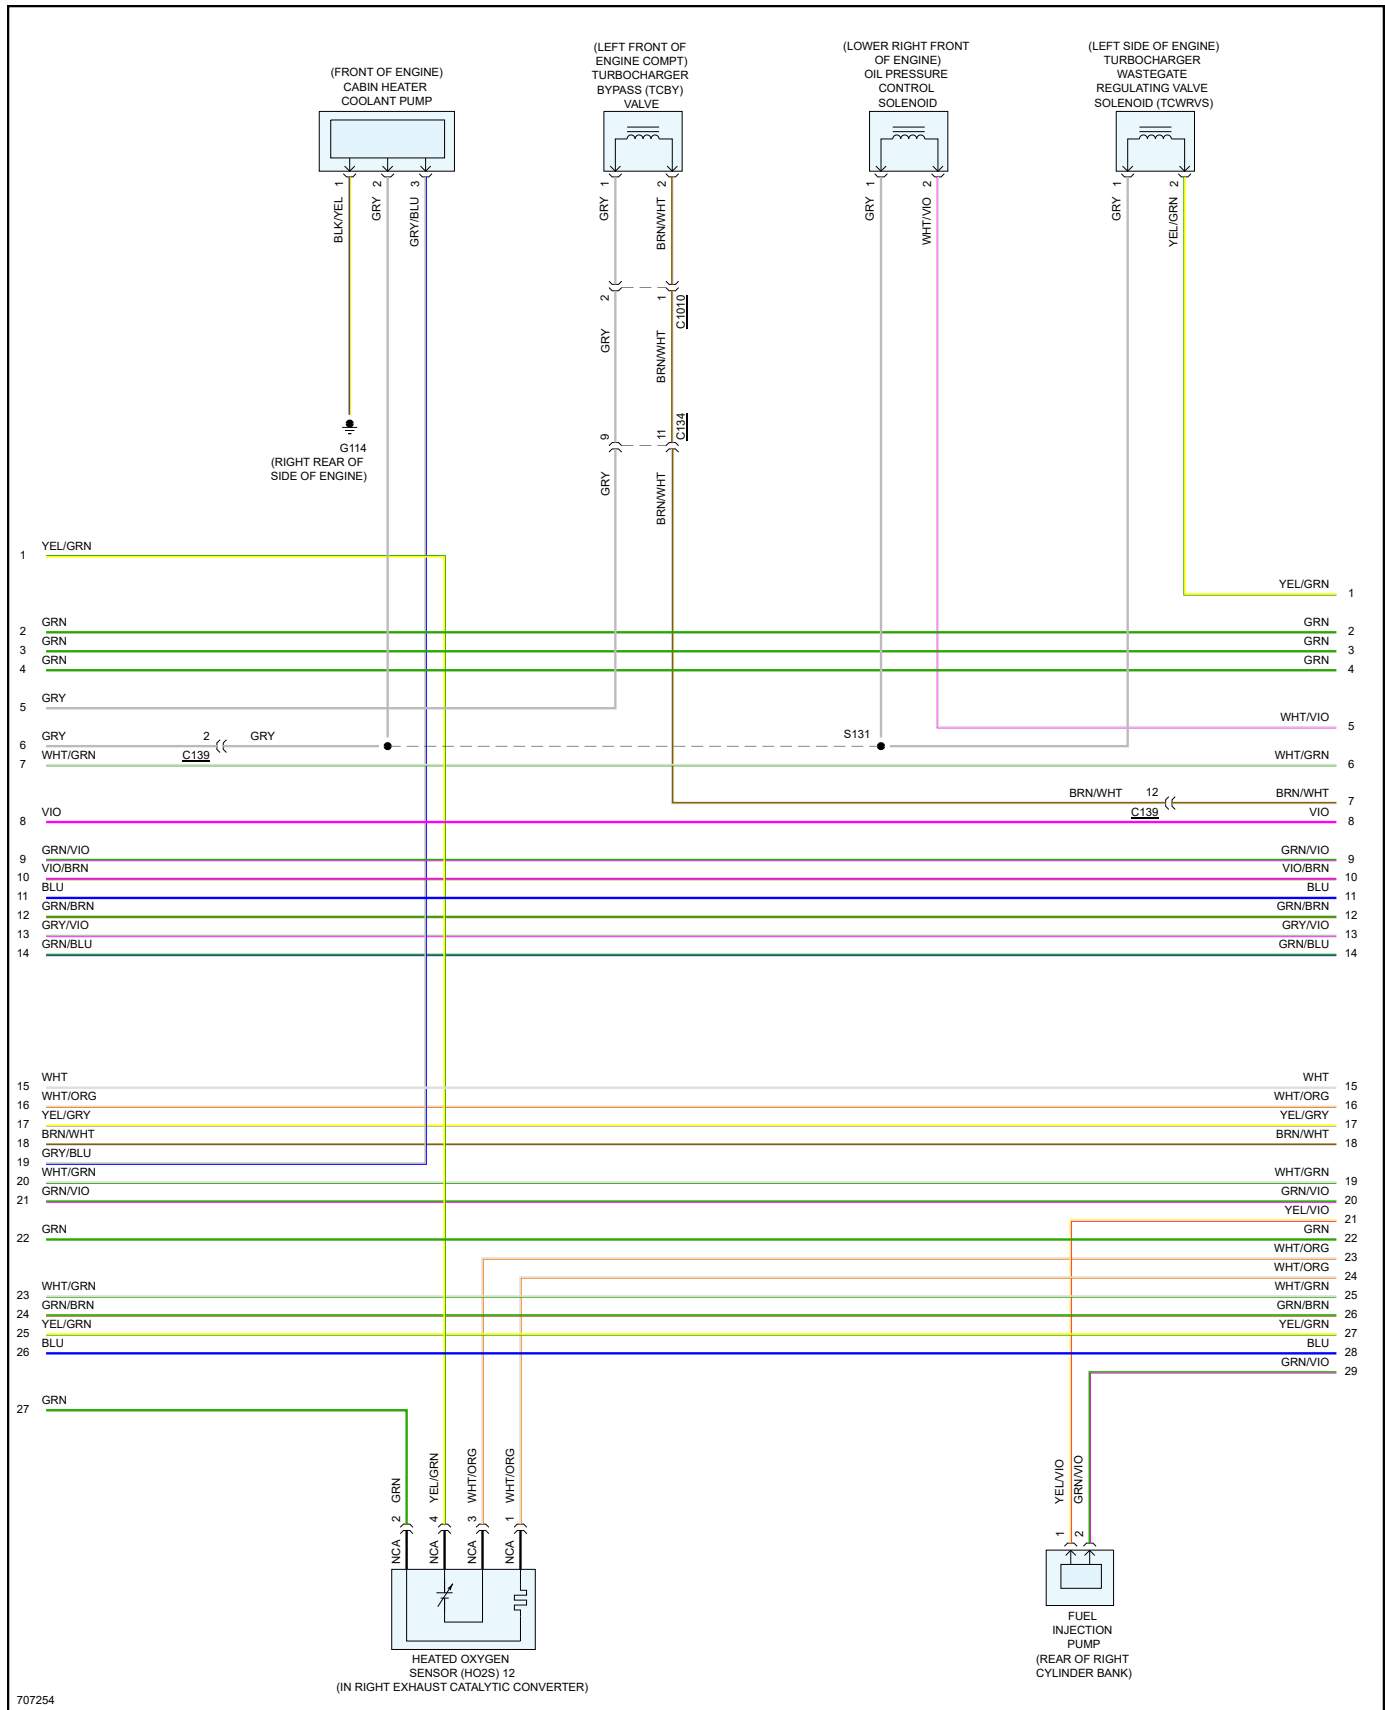 (FRONT OF ENGINE)
CABIN HEATER
COOLANT PUMP
(LEFT FRONT OF
ENGINE COMPT)
TURBOCHARGER
BYPASS (TCBY)
VALVE
(LOWER RIGHT FRONT
OF ENGINE)
OIL PRESSURE
CONTROL
SOLENOID
(LEFT SIDE OF ENGINE)
TURBOCHARGER
WASTEGATE
REGULATING VALVE
SOLENOID (TCWRVS)
1 2 3
BLK/YEL GRY GRY/BLU
1 2
GRY BRN/WHT
1 2
GRY WHT/VIO
1 2
GRY YEL/GRN
2 1 C1010
GRY BRN/WHT
9 11 C134
GRY BRN/WHT
G114
(RIGHT REAR OF
SIDE OF ENGINE)
1 YEL/GRN
YEL/GRN 1
2 GRN GRN 2
3 GRN GRN 3
4 GRN GRN 4
5 GRY
WHT/VIO 5
6 GRY 2 GRY S131
C139
7 WHT/GRN WHT/GRN 6
BRN/WHT 12 BRN/WHT 7
C139
8 VIO VIO 8
9 GRN/VIO GRN/VIO 9
10 VIO/BRN VIO/BRN 10
11 BLU BLU 11
12 GRN/BRN GRN/BRN 12
13 GRY/VIO GRY/VIO 13
14 GRN/BLU GRN/BLU 14
15 WHT WHT 15
16 WHT/ORG WHT/ORG 16
17 YEL/GRY YEL/GRY 17
18 BRN/WHT BRN/WHT 18
19 GRY/BLU
20 WHT/GRN WHT/GRN 19
21 GRN/VIO GRN/VIO 20
YEL/VIO 21
22 GRN GRN 22
WHT/ORG 23
WHT/ORG 24
23 WHT/GRN WHT/GRN 25
24 GRN/BRN GRN/BRN 26
25 YEL/GRN YEL/GRN 27
26 BLU BLU 28
GRN/VIO 29
27 GRN
GRN YEL/GRN WHT/ORG WHT/ORG
2 4 3 1
NCA NCA NCA NCA
YEL/VIO GRN/VIO
1 2
HEATED OXYGEN
SENSOR (HO2S) 12
(IN RIGHT EXHAUST CATALYTIC CONVERTER)
FUEL
INJECTION
PUMP
(REAR OF RIGHT
CYLINDER BANK)
707254